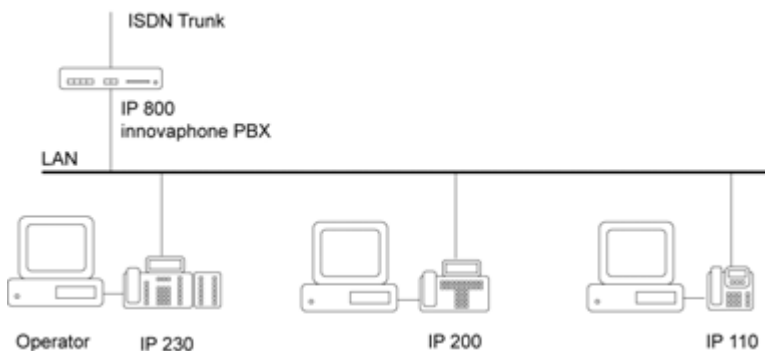 ISDN Trunk
IP 800
innovaphone PBX
LAN
Operator
IP 230
IP 200
IP 110